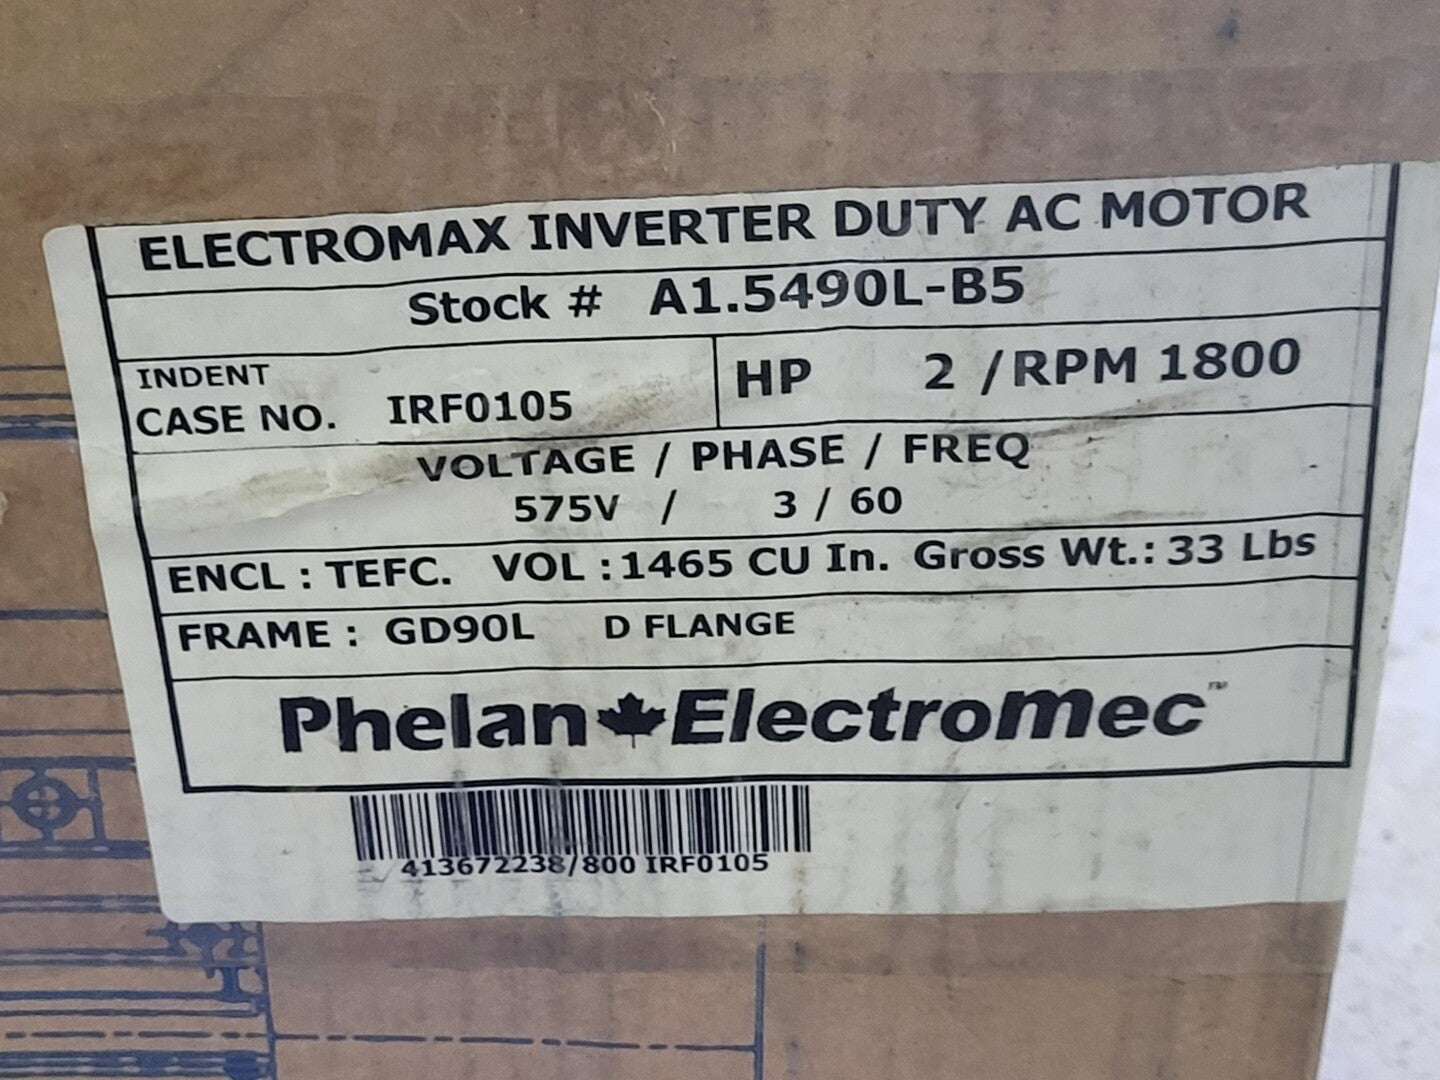 ELECTROMAX INVERTER DUTY AC MOTOR
Stock # A1.5490L-B5
INDENT
CASE NO. IRF0105
HP 2 / RPM 1800
VOLTAGE / PHASE / FREQ
575V / 3 / 60
ENCL : TEFC. VOL : 1465 CU In. Gross Wt.: 33 Lbs
FRAME : GD90L D FLANGE
Phelan ElectroMec™
413672238/800 IRF0105